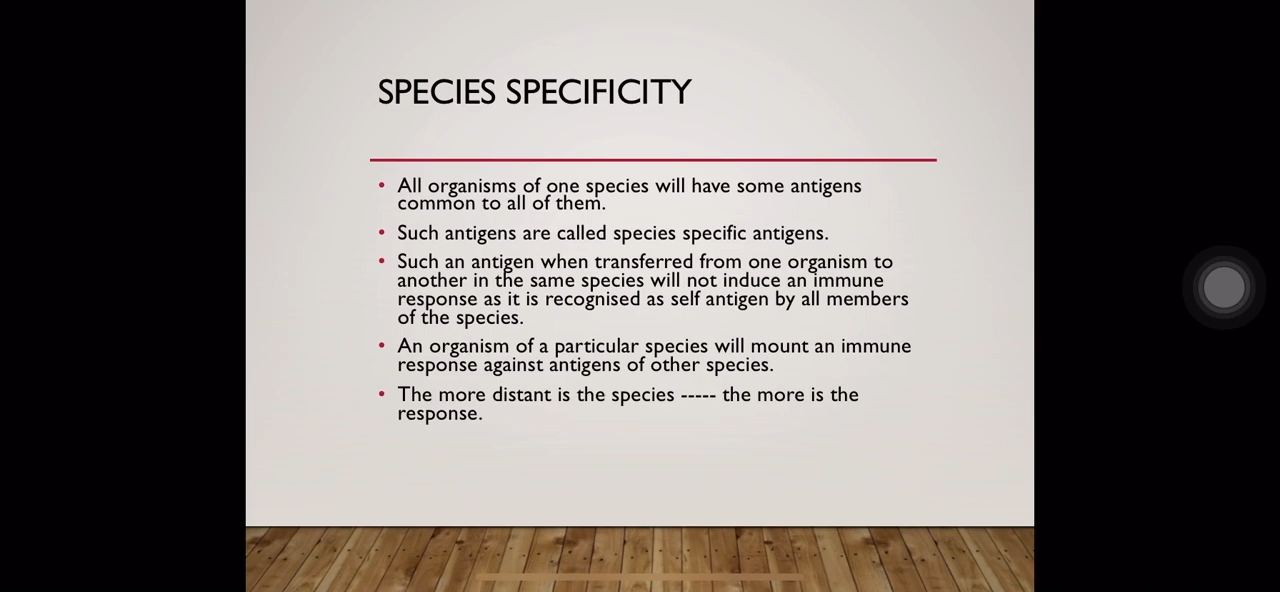 SPECIES SPECIFICITY
• All organisms of one species will have some antigens
common to all of them.
• Such antigens are called species specific antigens.
• Such an antigen when transferred from one organism to
another in the same species will not induce an immune
response as it is recognised as self antigen by all members
of the species.
• An organism of a particular species will mount an immune
response against antigens of other species.
• The more distant is the species ----- the more is the
response.